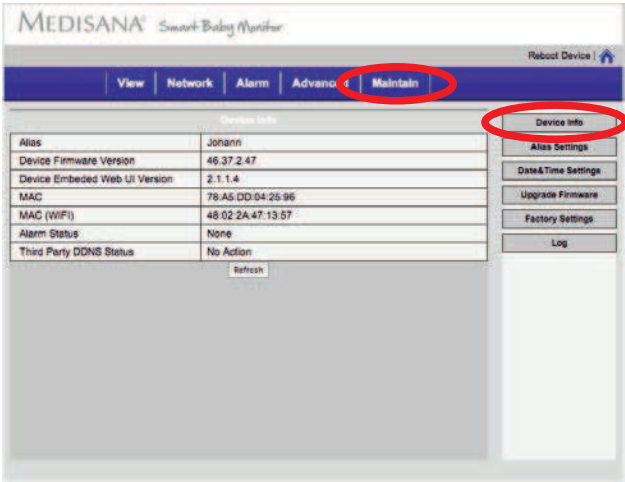 MEDISANA® Smart Baby Monitor
Reboot Device |
View Network Alarm Advanced Maintain
Device Info
Alias Johann
Device Firmware Version 46.37.2.47
Device Embeded Web UI Version 2.1.1.4
MAC 78:A5:DD:04:25:96
MAC (WIFI) 48:02:2A:47:13:57
Alarm Status None
Third Party DDNS Status No Action
Refresh
Device Info
Alias Settings
Date&Time Settings
Upgrade Firmware
Factory Settings
Log